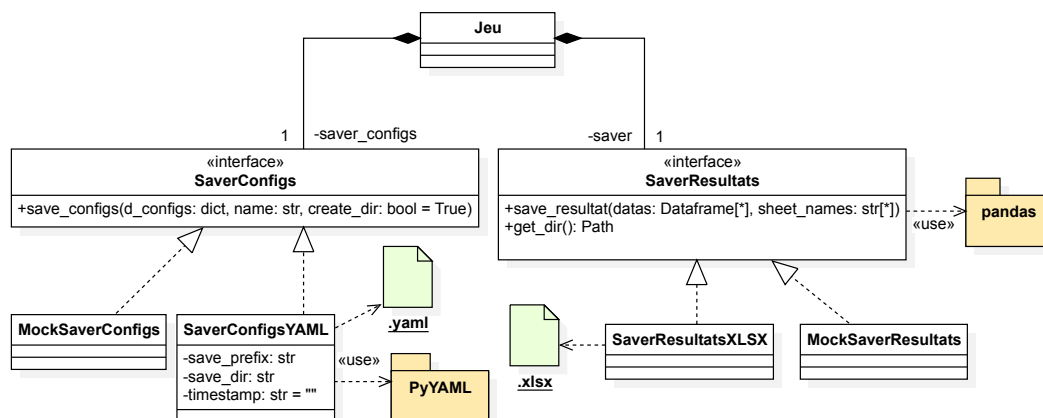 Jeu
1
-saver_configs
-saver
1
«interface»
SaverConfigs
+save_configs(d_configs: dict, name: str, create_dir: bool = True)
«interface»
SaverResultats
+save_resultat(datas: Dataframe[*], sheet_names: str[*])
+get_dir(): Path
«use»
pandas
MockSaverConfigs
SaverConfigsYAML
-save_prefix: str
-save_dir: str
-timestamp: str = ""
.yaml
«use»
PyYAML
.xlsx
SaverResultatsXLSX
MockSaverResultats